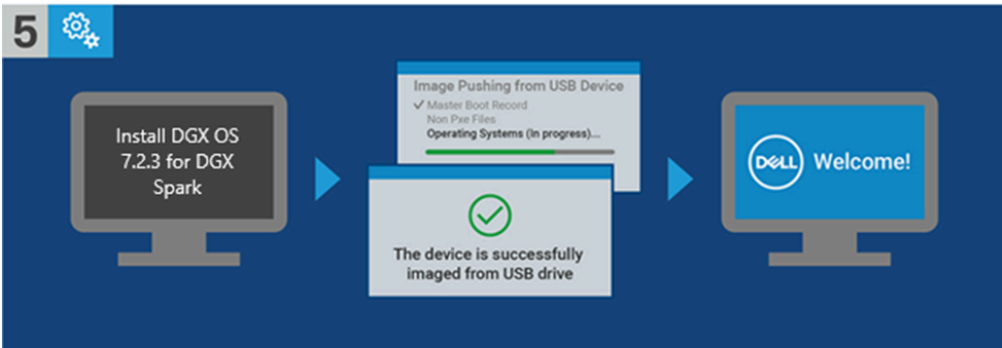 5
Install DGX OS
7.2.3 for DGX
Spark
Image Pushing from USB Device
✓ Master Boot Record
Non Pxe Files
Operating Systems (In progress)...
The device is successfully
imaged from USB drive
DELL Welcome!